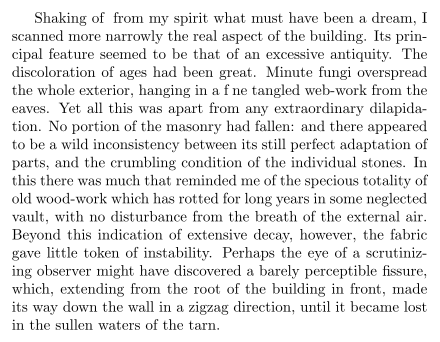 Shaking of from my spirit what must have been a dream, I
scanned more narrowly the real aspect of the building. Its prin-
cipal feature seemed to be that of an excessive antiquity. The
discoloration of ages had been great. Minute fungi overspread
the whole exterior, hanging in a f ne tangled web-work from the
eaves. Yet all this was apart from any extraordinary dilapida-
tion. No portion of the masonry had fallen: and there appeared
to be a wild inconsistency between its still perfect adaptation of
parts, and the crumbling condition of the individual stones. In
this there was much that reminded me of the specious totality of
old wood-work which has rotted for long years in some neglected
vault, with no disturbance from the breath of the external air.
Beyond this indication of extensive decay, however, the fabric
gave little token of instability. Perhaps the eye of a scrutiniz-
ing observer might have discovered a barely perceptible fissure,
which, extending from the root of the building in front, made
its way down the wall in a zigzag direction, until it became lost
in the sullen waters of the tarn.